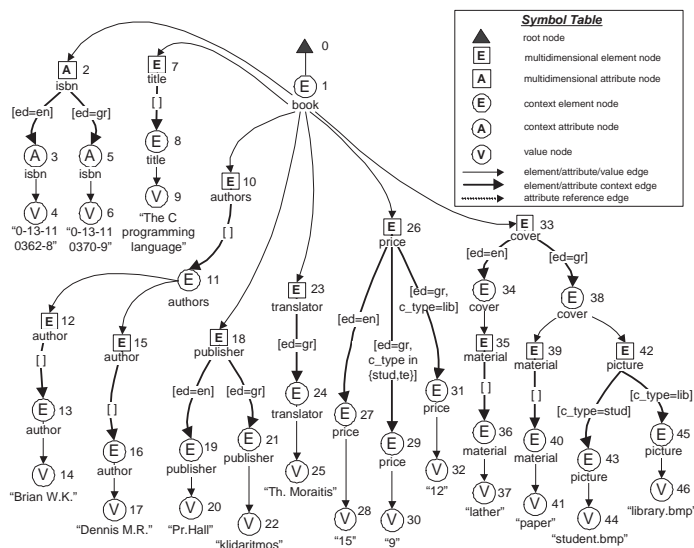 Symbol Table
root node
E multidimensional element node
A multidimensional attribute node
E context element node
A context attribute node
V value node
element/attribute/value edge
element/attribute context edge
attribute reference edge
0
E 1
book
A 2
isbn
[ed=en]
[ed=gr]
A 3
isbn
A 5
isbn
V 4
"0-13-11
0362-8"
V 6
"0-13-11
0370-9"
E 7
title
[ ]
E 8
title
V 9
"The C
programming
language"
E 10
authors
[ ]
E 11
authors
E 12
author
[ ]
E 13
author
V 14
"Brian W.K."
E 15
author
[ ]
E 16
author
V 17
"Dennis M.R."
E 18
publisher
[ed=en]
[ed=gr]
E 19
publisher
V 20
"Pr.Hall"
E 21
publisher
V 22
"klidaritmos"
E 23
translator
[ed=gr]
E 24
translator
V 25
"Th. Moraitis"
E 26
price
[ed=en]
[ed=gr,
c_type in
{stud,te}]
[ed=gr,
c_type=lib]
E 27
price
V 28
"15"
E 29
price
V 30
"9"
E 31
price
V 32
"12"
E 33
cover
[ed=en]
[ed=gr]
E 34
cover
E 35
material
[ ]
E 36
material
V 37
"lather"
E 38
cover
E 39
material
[ ]
E 40
material
V 41
"paper"
E 42
picture
[c_type=stud]
[c_type=lib]
E 43
picture
V 44
"student.bmp"
E 45
picture
V 46
"library.bmp"